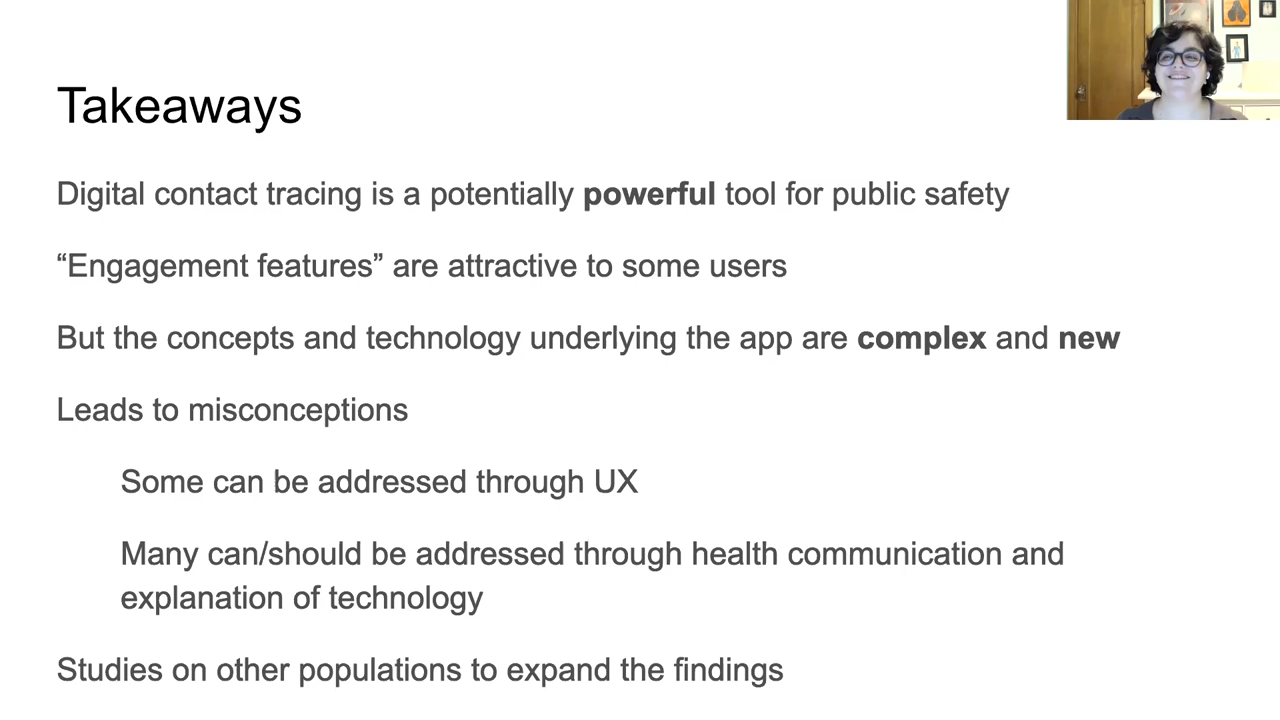 Takeaways
Digital contact tracing is a potentially powerful tool for public safety
“Engagement features” are attractive to some users
But the concepts and technology underlying the app are complex and new
Leads to misconceptions
Some can be addressed through UX
Many can/should be addressed through health communication and
explanation of technology
Studies on other populations to expand the findings